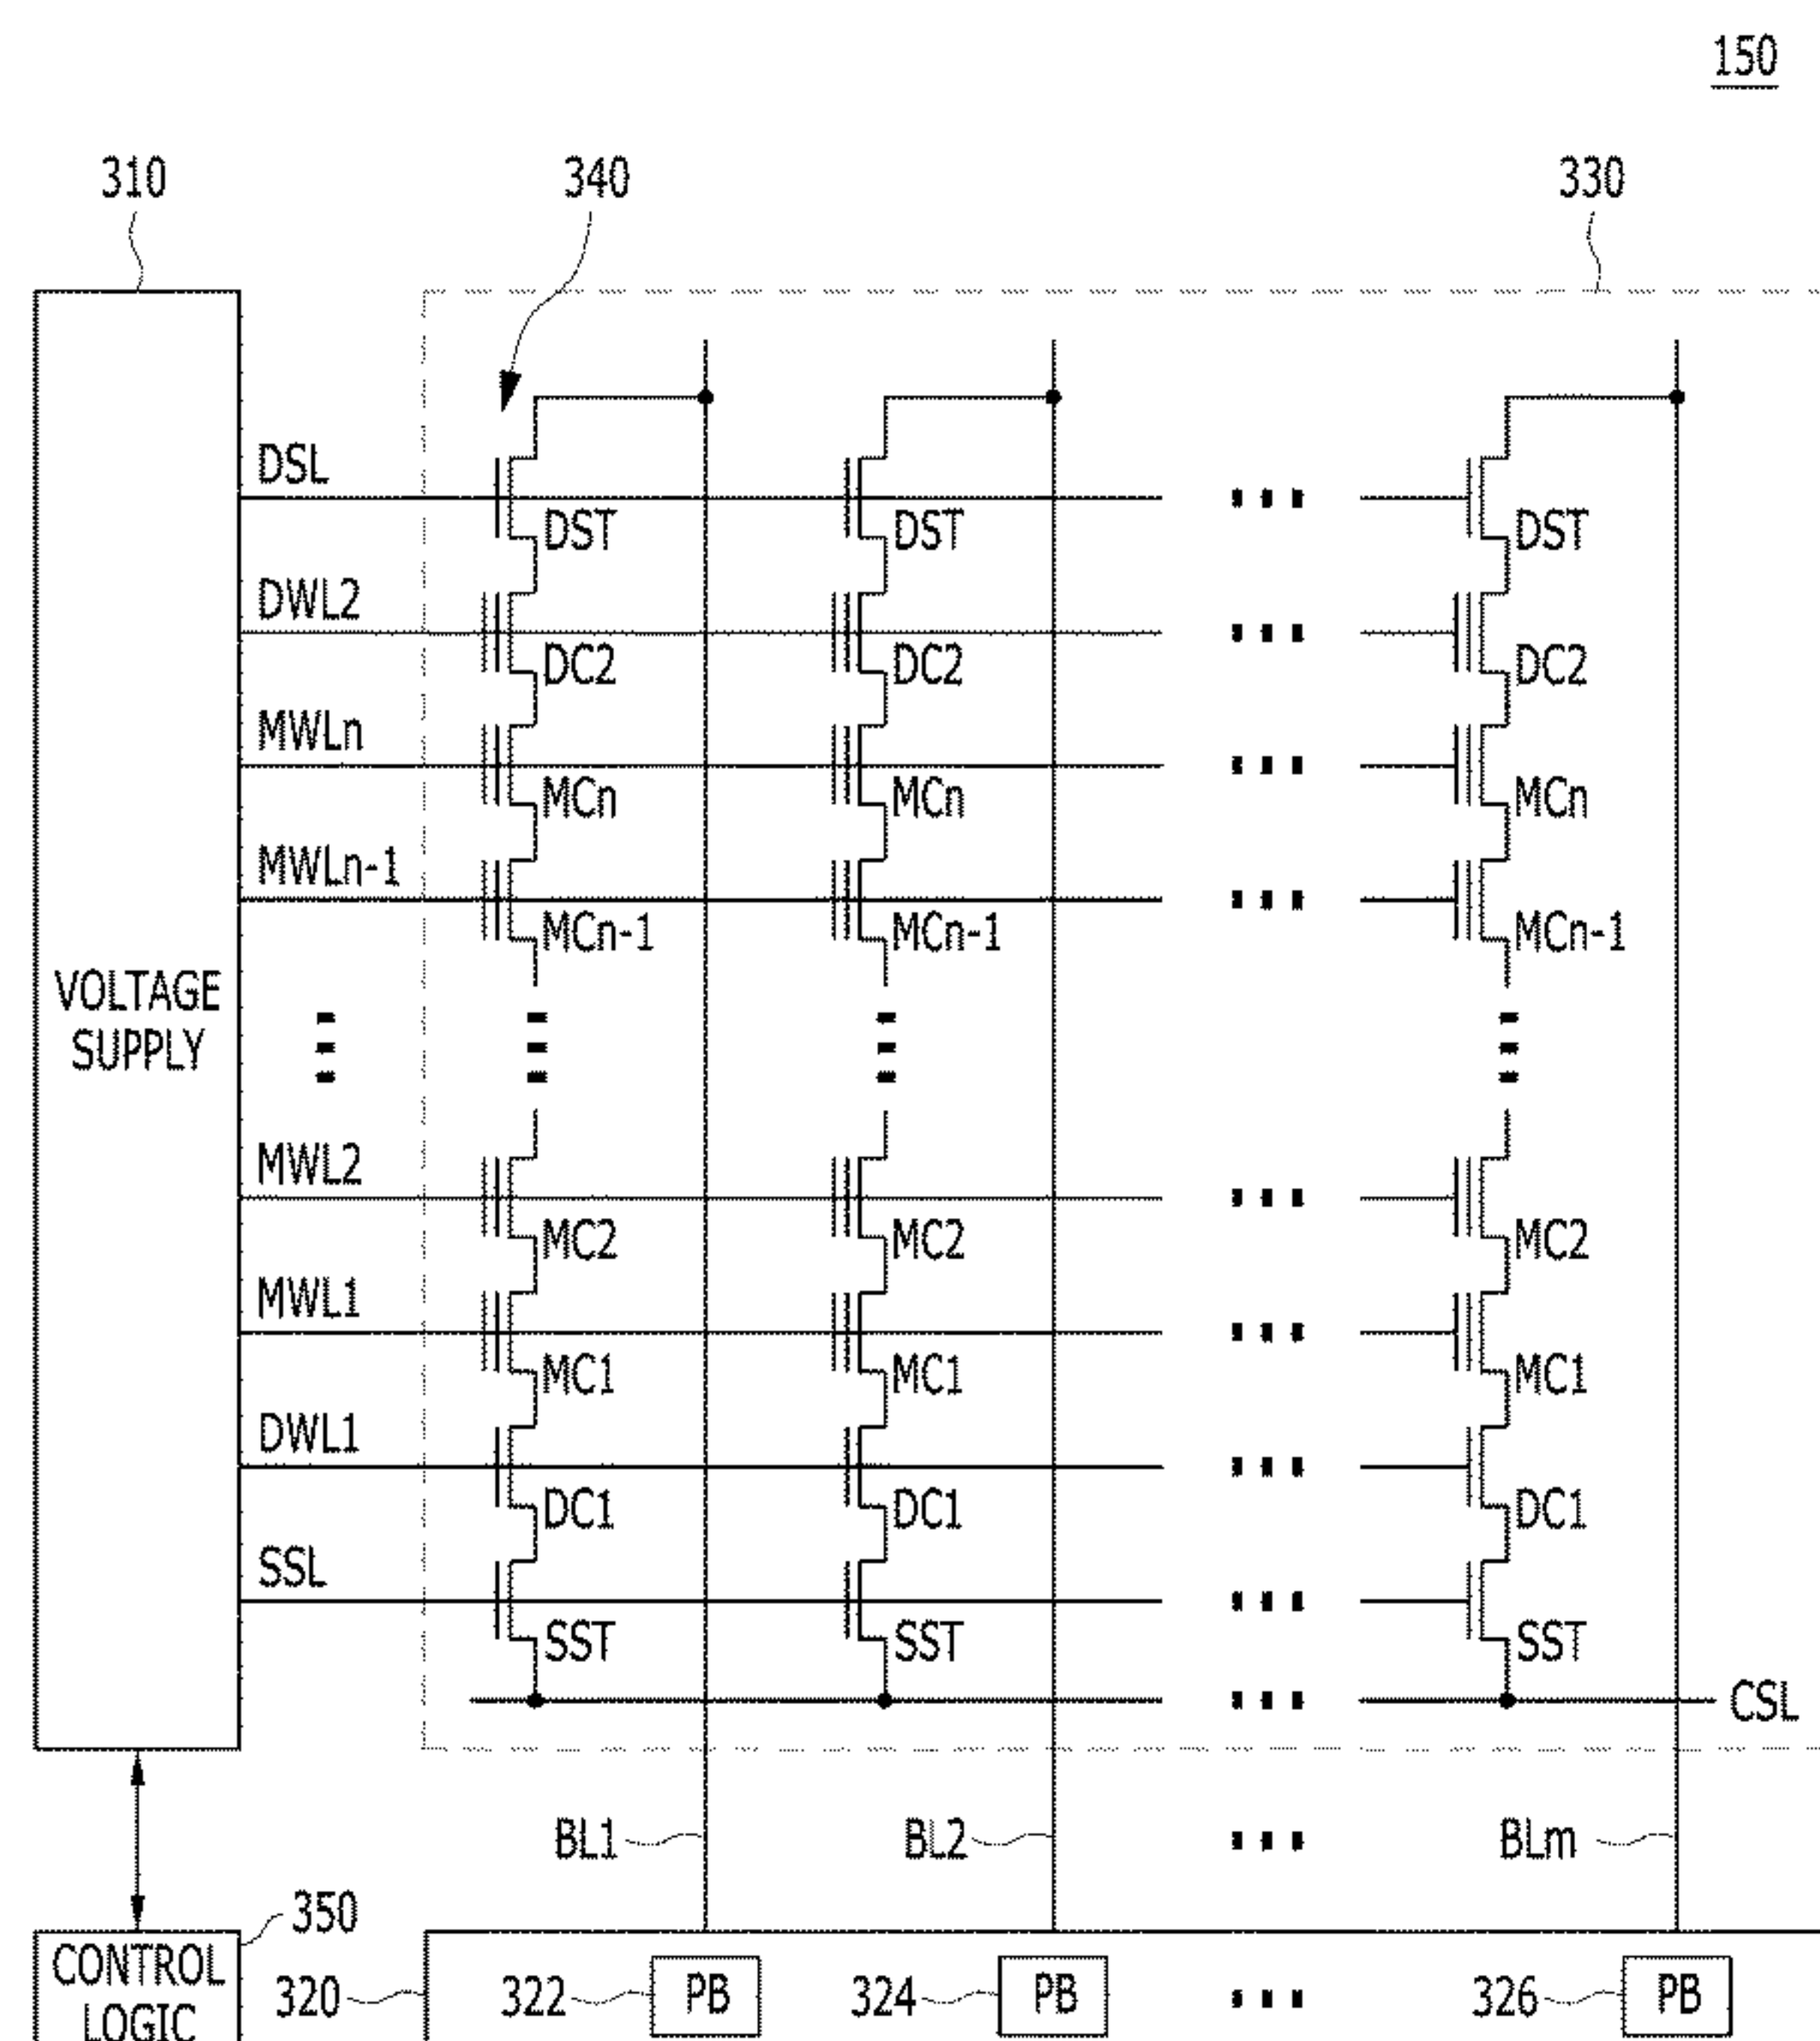 150
310
340
330
DSL
DST DST DST
DWL2
DC2 DC2 DC2
MWLn
MCn MCn MCn
MWLn-1
MCn-1 MCn-1 MCn-1
VOLTAGE
SUPPLY
MWL2
MC2 MC2 MC2
MWL1
MC1 MC1 MC1
DWL1
DC1 DC1 DC1
SSL
SST SST SST
CSL
BL1 BL2 BLm
350
CONTROL
LOGIC
320 322 PB 324 PB 326 PB